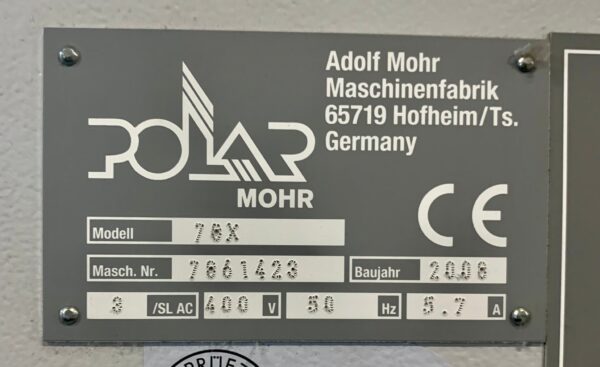 POLAR
MOHR
Adolf Mohr
Maschinenfabrik
65719 Hofheim/Ts.
Germany
CE
Modell 78X
Masch. Nr. 7861423 Baujahr 2008
3 /SL AC 400 V 50 Hz 5.7 A
PRÜFZ